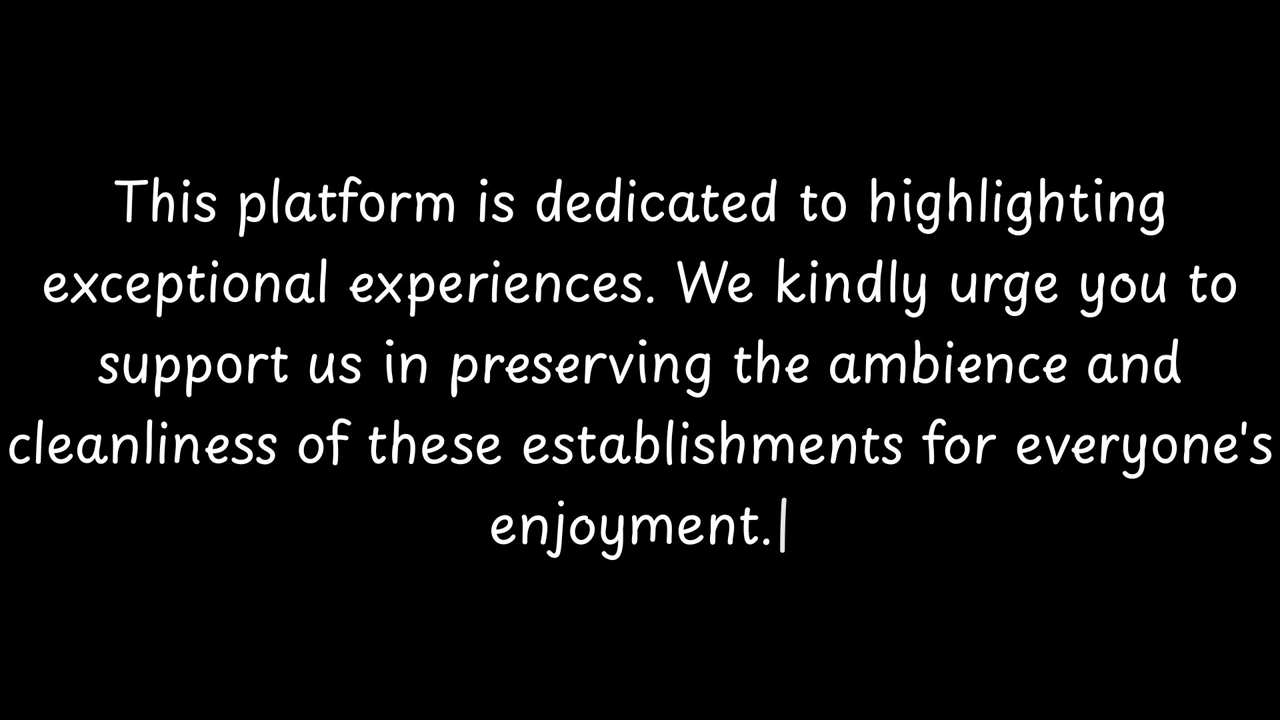 This platform is dedicated to highlighting
exceptional experiences. We kindly urge you to
support us in preserving the ambience and
cleanliness of these establishments for everyone's
enjoyment.|